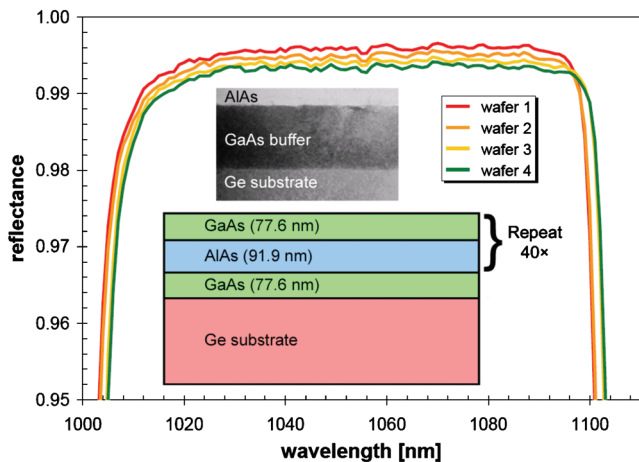 1.00
0.99
0.98
0.97
0.96
0.95
reflectance
AlAs
GaAs buffer
Ge substrate
wafer 1
wafer 2
wafer 3
wafer 4
GaAs (77.6 nm)
AlAs (91.9 nm)
GaAs (77.6 nm)
Ge substrate
} Repeat
40×
1000 1020 1040 1060 1080 1100
wavelength [nm]